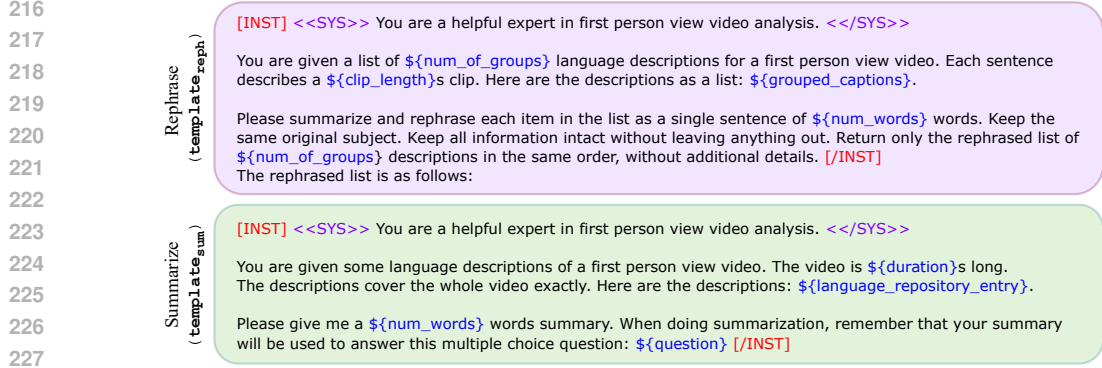 216
217
218
219
220
221
222
223
224
225
226
227
Rephrase
(template_reph)
[INST] <<SYS>> You are a helpful expert in first person view video analysis. <</SYS>>
You are given a list of ${num_of_groups} language descriptions for a first person view video. Each sentence
describes a ${clip_length}s clip. Here are the descriptions as a list: ${grouped_captions}.
Please summarize and rephrase each item in the list as a single sentence of ${num_words} words. Keep the
same original subject. Keep all information intact without leaving anything out. Return only the rephrased list of
${num_of_groups} descriptions in the same order, without additional details. [/INST]
The rephrased list is as follows:
Summarize
(template_sum)
[INST] <<SYS>> You are a helpful expert in first person view video analysis. <</SYS>>
You are given some language descriptions of a first person view video. The video is ${duration}s long.
The descriptions cover the whole video exactly. Here are the descriptions: ${language_repository_entry}.
Please give me a ${num_words} words summary. When doing summarization, remember that your summary
will be used to answer this multiple choice question: ${question} [/INST]